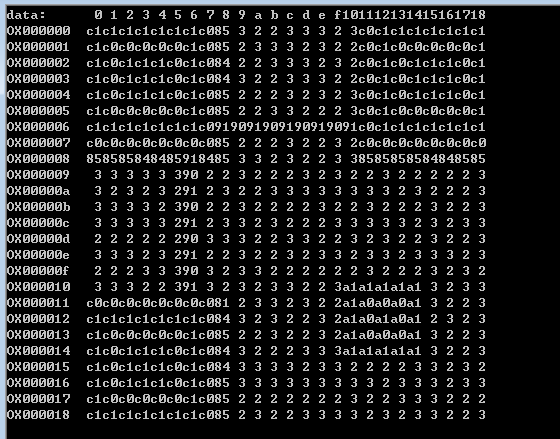 data:      0 1 2 3 4 5 6 7 8 9 a b c d e f101112131415161718
OX000000  c1c1c1c1c1c1c1c085 3 2 2 3 3 3 2 3c0c1c1c1c1c1c1c1
OX000001  c1c0c0c0c0c0c1c085 2 3 3 3 2 3 3 2c0c1c0c0c0c0c0c1
OX000002  c1c0c1c1c1c0c1c084 2 2 3 3 2 3 2 2c0c1c0c1c1c1c0c1
OX000003  c1c0c1c1c1c0c1c084 2 2 3 2 2 3 3 2c0c1c0c1c1c1c0c1
OX000004  c1c0c1c1c1c0c1c085 2 2 3 3 2 3 3 2c0c1c0c1c1c1c0c1
OX000005  c1c0c0c0c0c0c1c085 2 2 3 3 2 2 2 3c0c1c0c0c0c0c0c1
OX000006  c1c1c1c1c1c1c1c091909190919091909190c1c1c1c1c1c1c1
OX000007  c0c0c0c0c0c0c0c085 2 2 2 3 2 2 3 2c0c0c0c0c0c0c0c0
OX000008  85858584848591848​5 3 3 2 3 2 2 3 38585858584848485
OX000009   3 3 3 3 3 390 2 2 3 2 3 2 2 3 2 3 2 2 3 2 2 2 2 3
OX00000a   3 2 3 2 3 291 2 3 2 3 3 2 3 3 3 2 3 3 3 2 3 3 3 3
OX00000b   3 3 3 3 2 390 2 2 3 2 2 3 3 2 2 2 3 2 2 3 2 2 3 3
OX00000c   3 3 3 3 3 291 2 3 3 2 3 2 2 2 3 3 3 3 3 2 3 2 3 3
OX00000d   2 2 2 2 2 290 3 3 3 2 2 3 3 2 2 3 2 3 2 2 3 3 2 2
OX00000e   3 3 3 2 3 291 2 2 3 3 2 2 3 2 3 3 2 3 2 3 2 3 3 3
OX00000f   2 2 2 3 3 390 3 3 2 3 2 2 2 2 2 3 2 2 2 2 3 2 3 2
OX000010   3 3 3 2 2 391 3 2 3 2 3 3 2 2 3a1a1a1a1a1 3 2 2 3
OX000011  c0c0c0c0c0c0c0c081 2 3 3 2 3 2 2a1a0a0a0a1 3 2 3 3
OX000012  c1c1c1c1c1c1c1c084 3 2 2 3 2 3 2a1a0a1a0a1 3 3 2 3
OX000013  c1c0c0c0c0c0c1c085 2 2 3 2 2 3 2a1a0a0a0a1 3 2 3 3
OX000014  c1c0c1c1c1c0c1c084 3 2 2 2 3 3 3a1a1a1a1a1 3 2 2 3
OX000015  c1c0c1c1c1c0c1c084 3 3 3 3 2 3 3 3 2 2 2 3 3 2 3 3
OX000016  c1c0c1c1c1c0c1c085 3 3 3 3 3 3 3 3 2 3 2 3 2 3 3 3
OX000017  c1c0c0c0c0c0c1c085 2 2 3 2 2 2 2 3 3 2 2 3 2 2 3 2
OX000018  c1c1c1c1c1c1c1c085 2 3 2 2 3 3 3 3 2 3 2 3 3 2 2 3